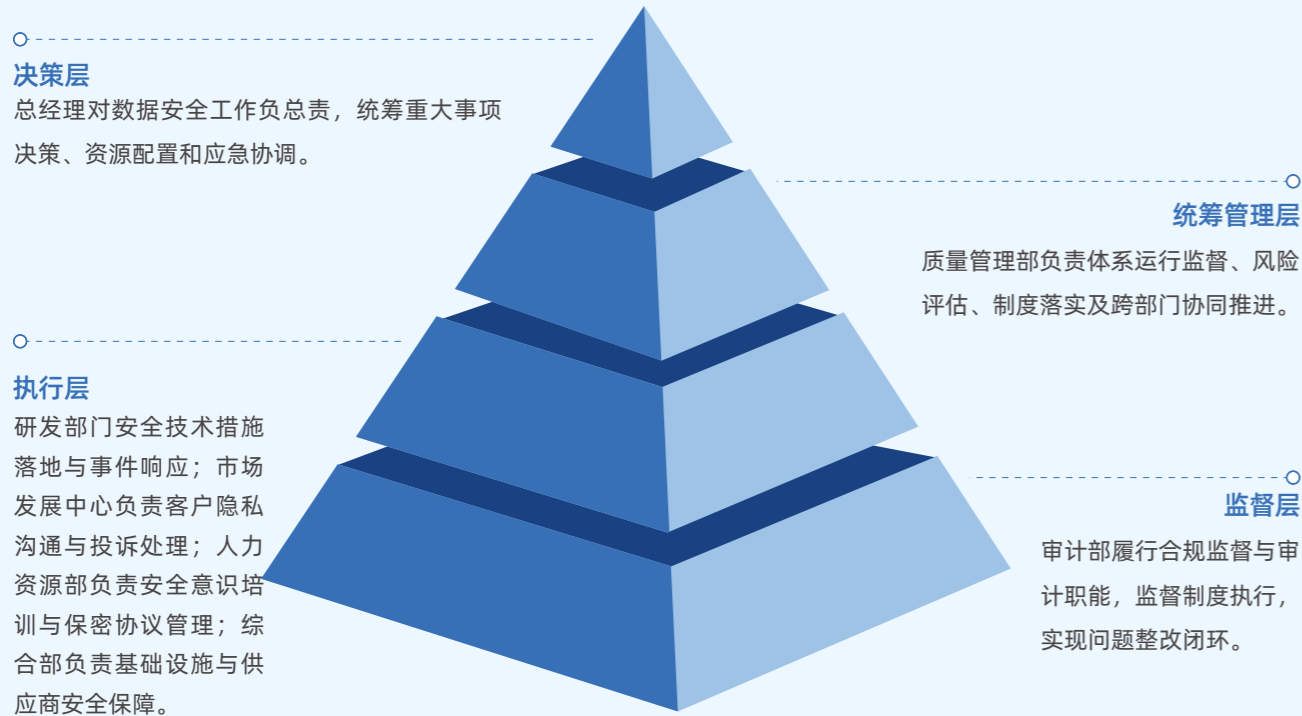 决策层
总经理对数据安全工作负总责，统筹重大事项
决策、资源配置和应急协调。
统筹管理层
质量管理部负责体系运行监督、风险
评估、制度落实及跨部门协同推进。
执行层
研发部门安全技术措施
落地与事件响应；市场
发展中心负责客户隐私
沟通与投诉处理；人力
资源部负责安全意识培
训与保密协议管理；综
合部负责基础设施与供
应商安全保障。
监督层
审计部履行合规监督与审
计职能，监督制度执行，
实现问题整改闭环。